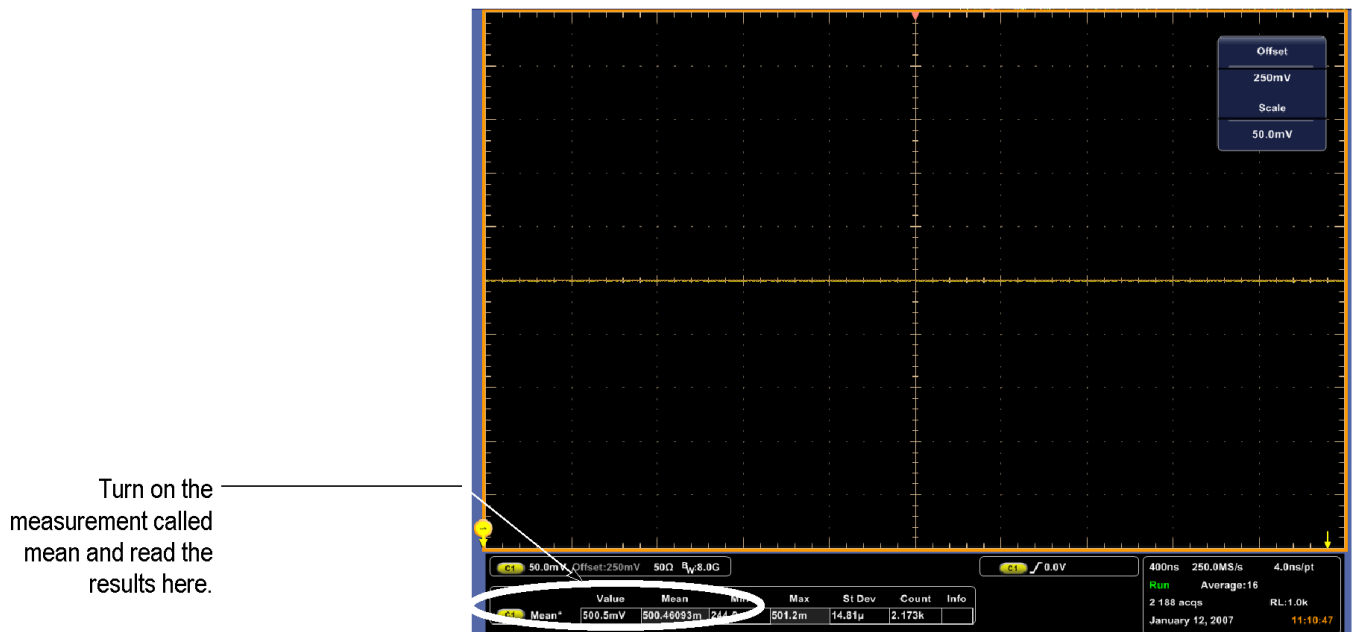 Offset
250mV
Scale
50.0mV
Turn on the
measurement called
mean and read the
results here.
C1 50.0mV Offset:250mV 50Ω BW:8.0G
C1 0.0V
400ns 250.0MS/s 4.0ns/pt
Run Average:16
2 188 acqs RL:1.0k
January 12, 2007 11:10:47
Value Mean Max St Dev Count Info
C1 Mean* 500.5mV 500.46093m 501.2m 14.81µ 2.173k